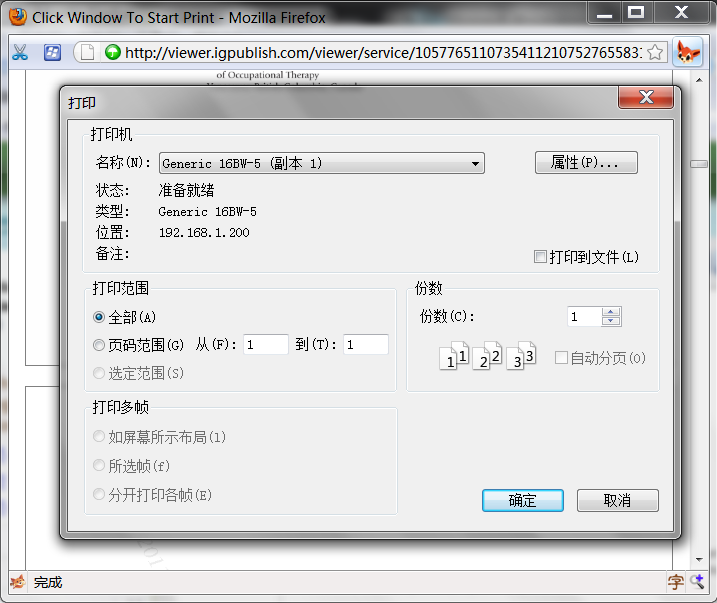 Click Window To Start Print - Mozilla Firefox
http://viewer.igpublish.com/viewer/service/10577651107354112107527655831
of Occupational Therapy
打印
打印机
名称(N): Generic 16BW-5 (副本 1) 属性(P)...
状态: 准备就绪
类型: Generic 16BW-5
位置: 192.168.1.200
备注:
打印到文件(L)
打印范围
全部(A)
页码范围(G) 从(F): 1 到(T): 1
选定范围(S)
份数
份数(C): 1
1 1 2 2 3 3 自动分页(O)
打印多帧
如屏幕所示布局(l)
所选帧(f)
分开打印各帧(E)
确定 取消
201
完成 字